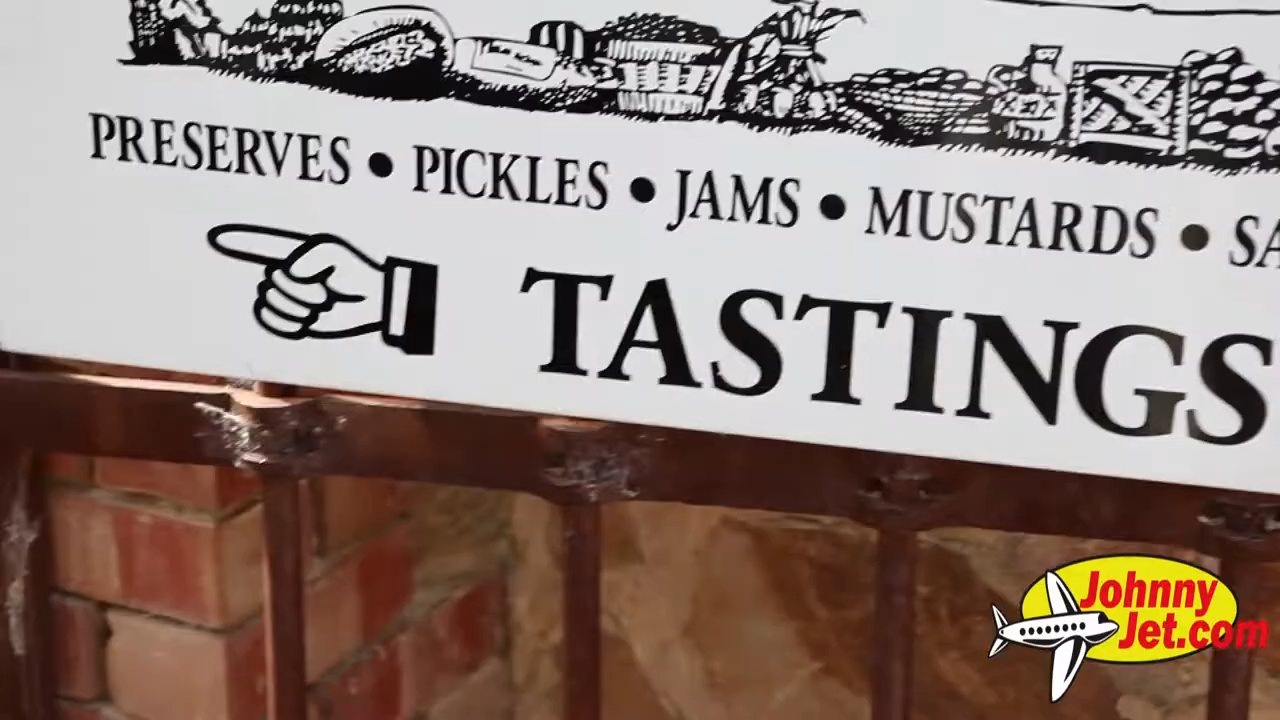 PRESERVES • PICKLES • JAMS • MUSTARDS • SA
TASTINGS
Johnny
Jet.com